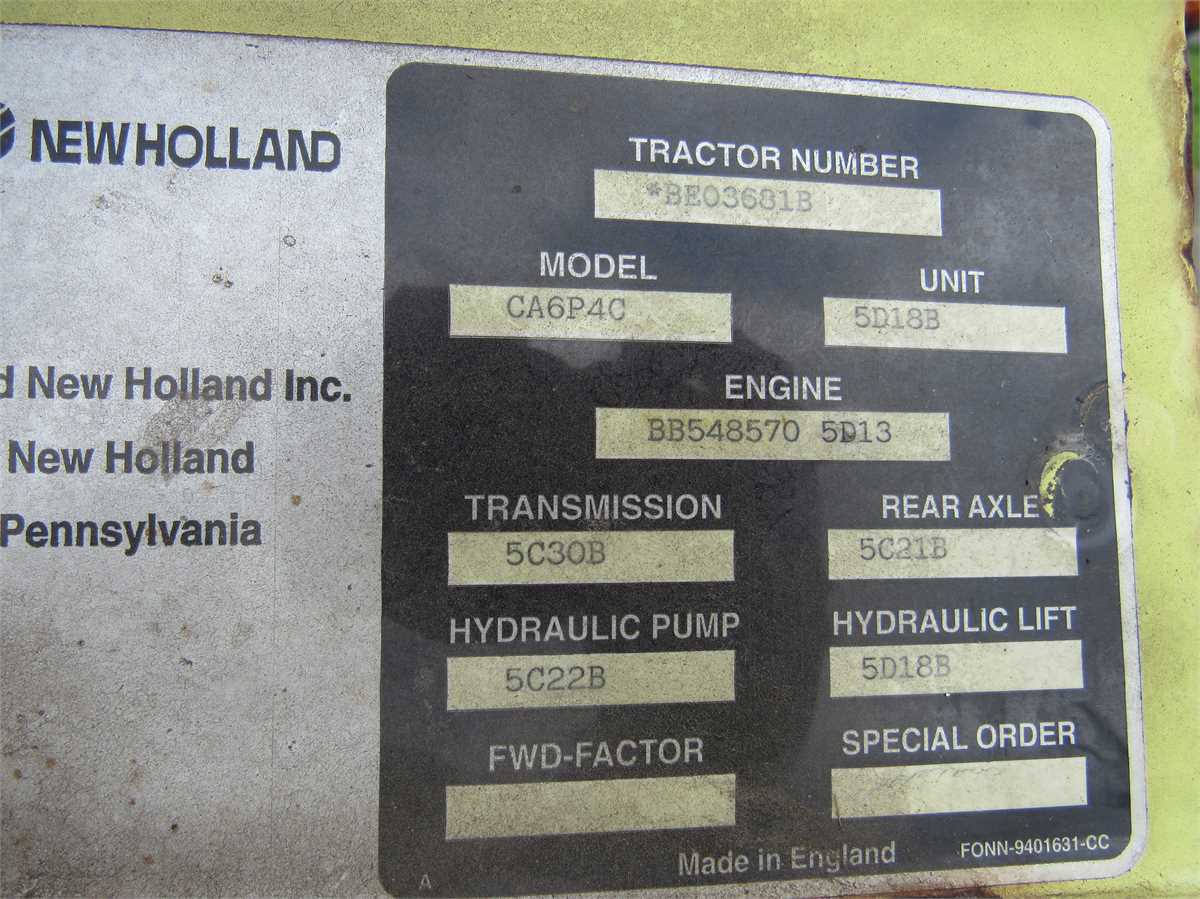 NEW HOLLAND
New Holland Inc.
New Holland
Pennsylvania
TRACTOR NUMBER
*BE03681B
MODEL
CA6P4C
UNIT
5D18B
ENGINE
BB548570 5D13
TRANSMISSION
5C30B
REAR AXLE
5C21B
HYDRAULIC PUMP
5C22B
HYDRAULIC LIFT
5D18B
FWD-FACTOR
SPECIAL ORDER
Made in England
FONN-9401631-CC
A